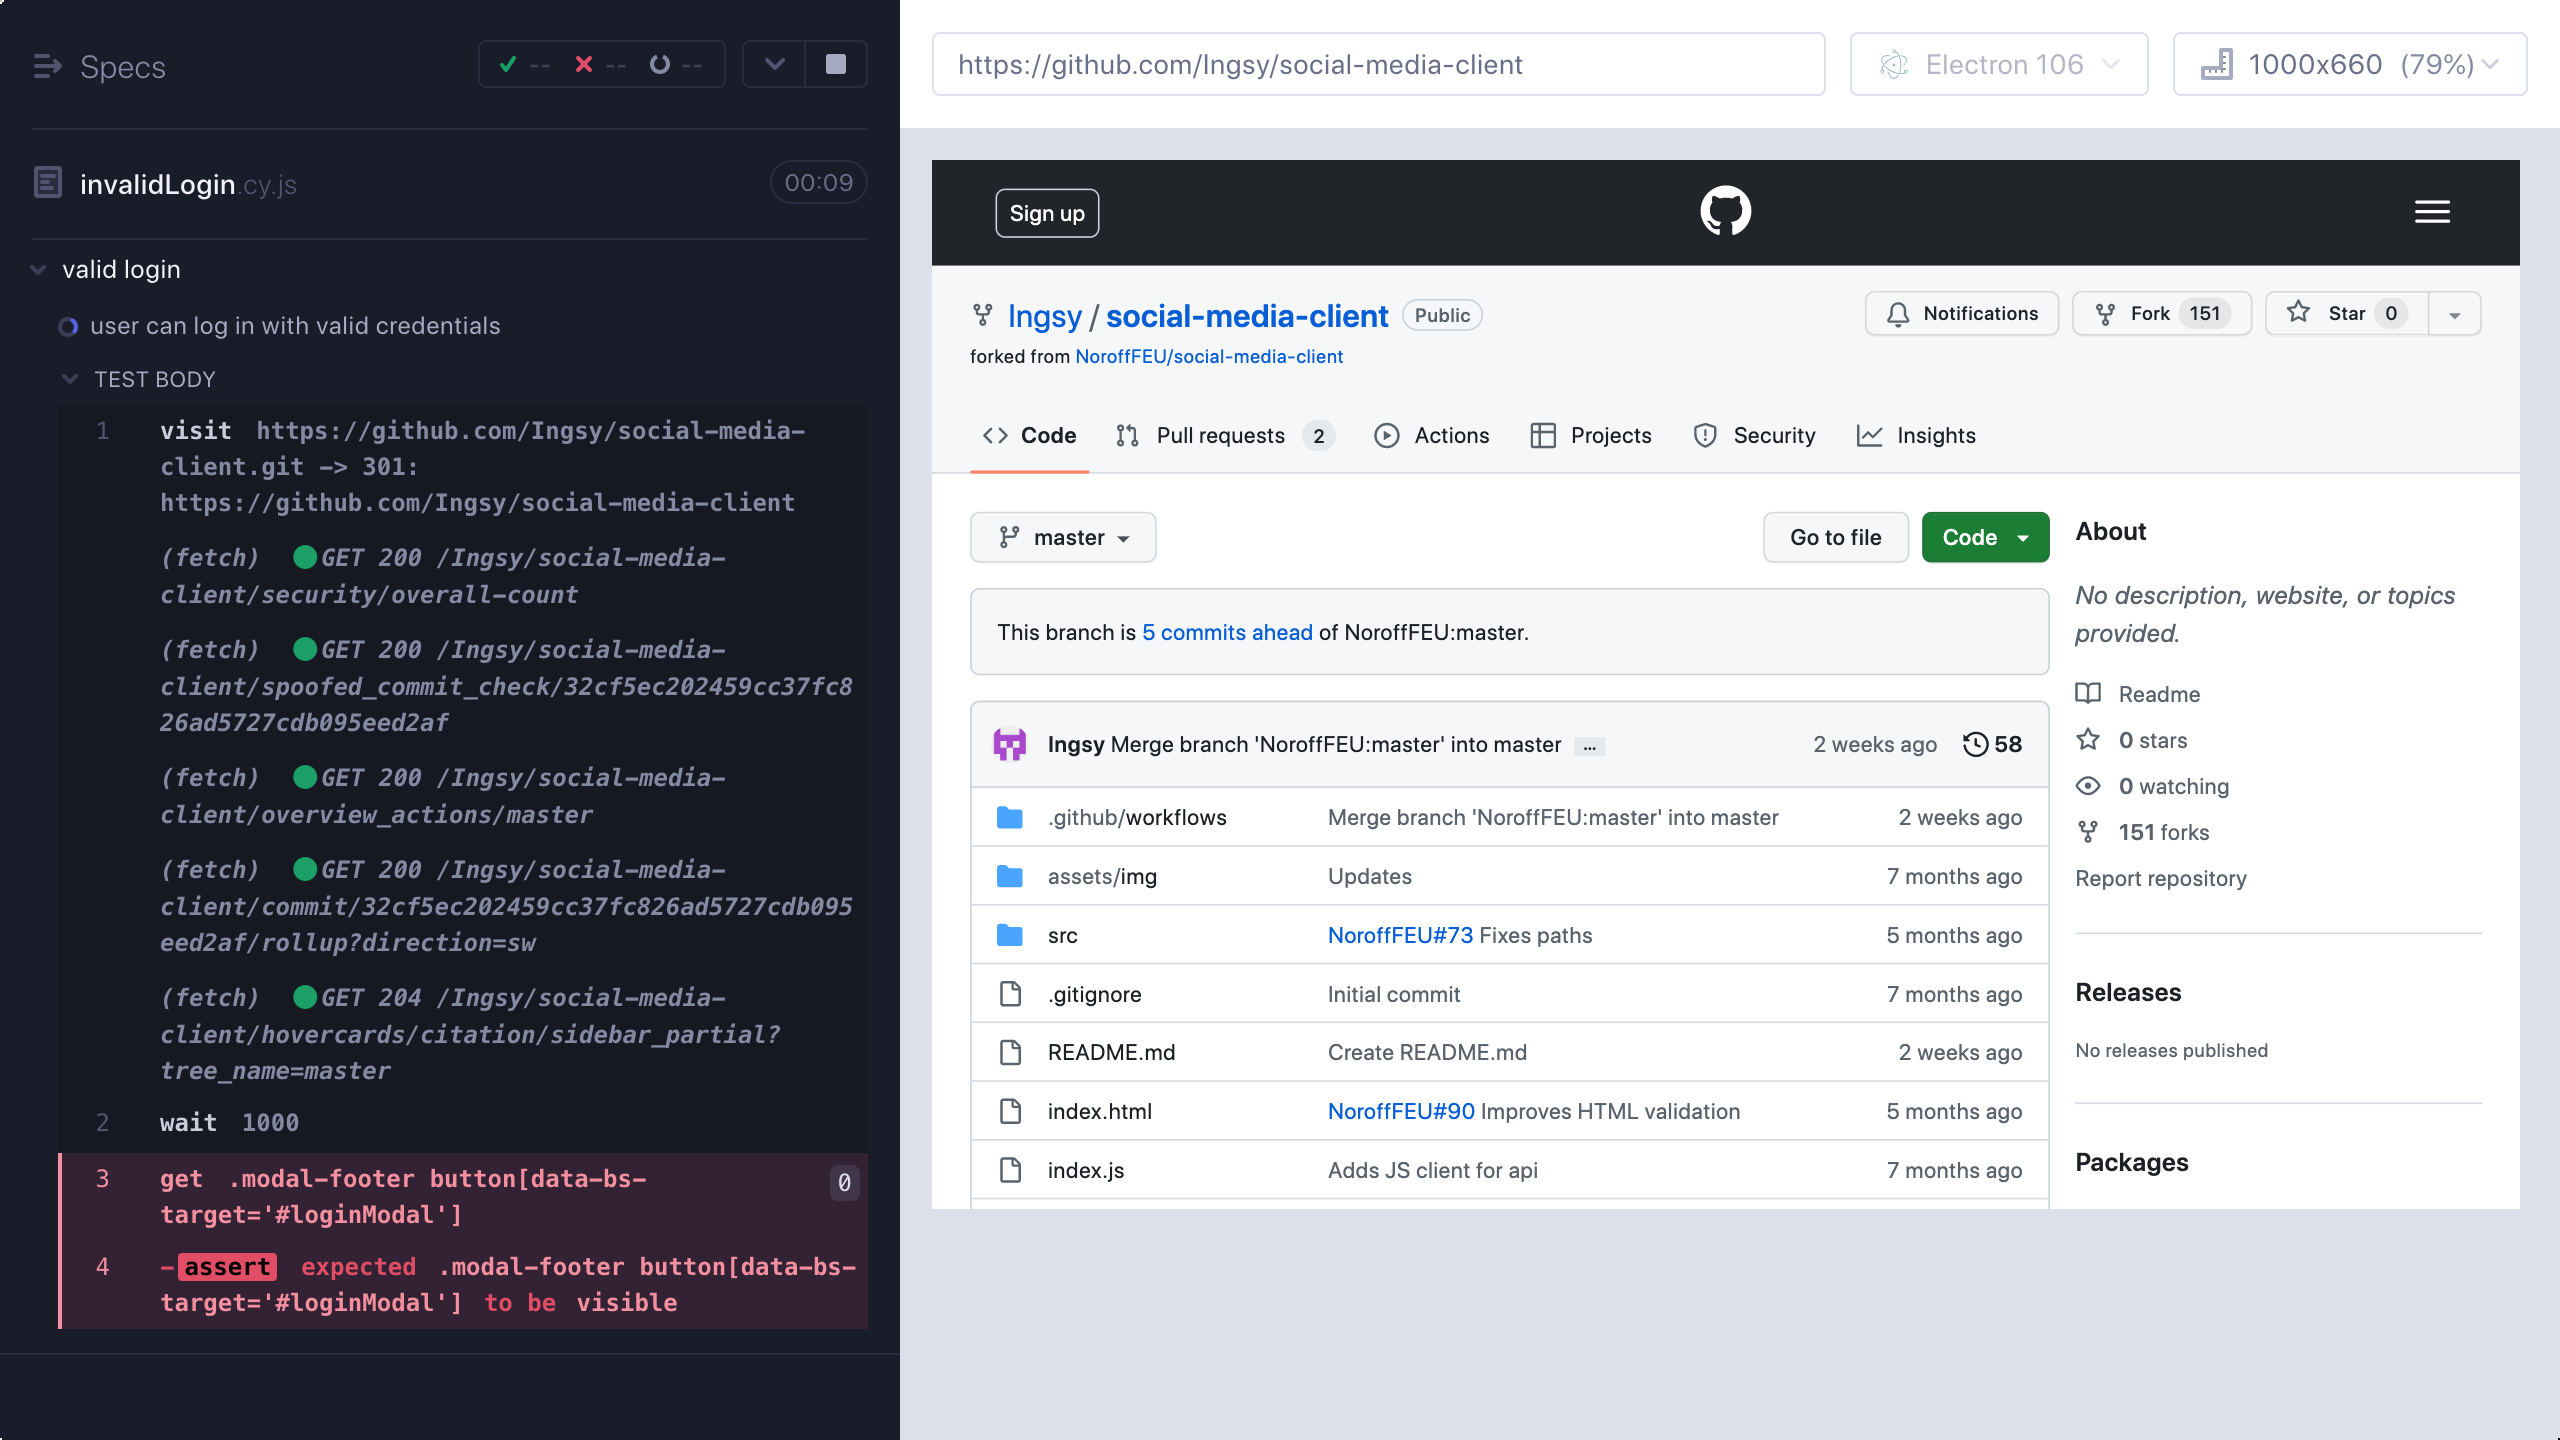 Specs
-- -- --
invalidLogin.cy.js 00:09
valid login
user can log in with valid credentials
TEST BODY
1 visit https://github.com/Ingsy/social-media-
client.git -> 301:
https://github.com/Ingsy/social-media-client
(fetch) GET 200 /Ingsy/social-media-
client/security/overall-count
(fetch) GET 200 /Ingsy/social-media-
client/spoofed_commit_check/32cf5ec202459cc37fc8
26ad5727cdb095eed2af
(fetch) GET 200 /Ingsy/social-media-
client/overview_actions/master
(fetch) GET 200 /Ingsy/social-media-
client/commit/32cf5ec202459cc37fc826ad5727cdb095
eed2af/rollup?direction=sw
(fetch) GET 204 /Ingsy/social-media-
client/hovercards/citation/sidebar_partial?
tree_name=master
2 wait 1000
3 get .modal-footer button[data-bs-
target='#loginModal'] 0
4 -assert expected .modal-footer button[data-bs-
target='#loginModal'] to be visible
https://github.com/Ingsy/social-media-client
Electron 106
1000x660 (79%)
Sign up
Ingsy / social-media-client Public
Notifications
Fork 151
Star 0
forked from NoroffFEU/social-media-client
Code
Pull requests 2
Actions
Projects
Security
Insights
master
Go to file
Code
This branch is 5 commits ahead of NoroffFEU:master.
Ingsy Merge branch 'NoroffFEU:master' into master ... 2 weeks ago 58
.github/workflows Merge branch 'NoroffFEU:master' into master 2 weeks ago
assets/img Updates 7 months ago
src NoroffFEU#73 Fixes paths 5 months ago
.gitignore Initial commit 7 months ago
README.md Create README.md 2 weeks ago
index.html NoroffFEU#90 Improves HTML validation 5 months ago
index.js Adds JS client for api 7 months ago
About
No description, website, or topics
provided.
Readme
0 stars
0 watching
151 forks
Report repository
Releases
No releases published
Packages